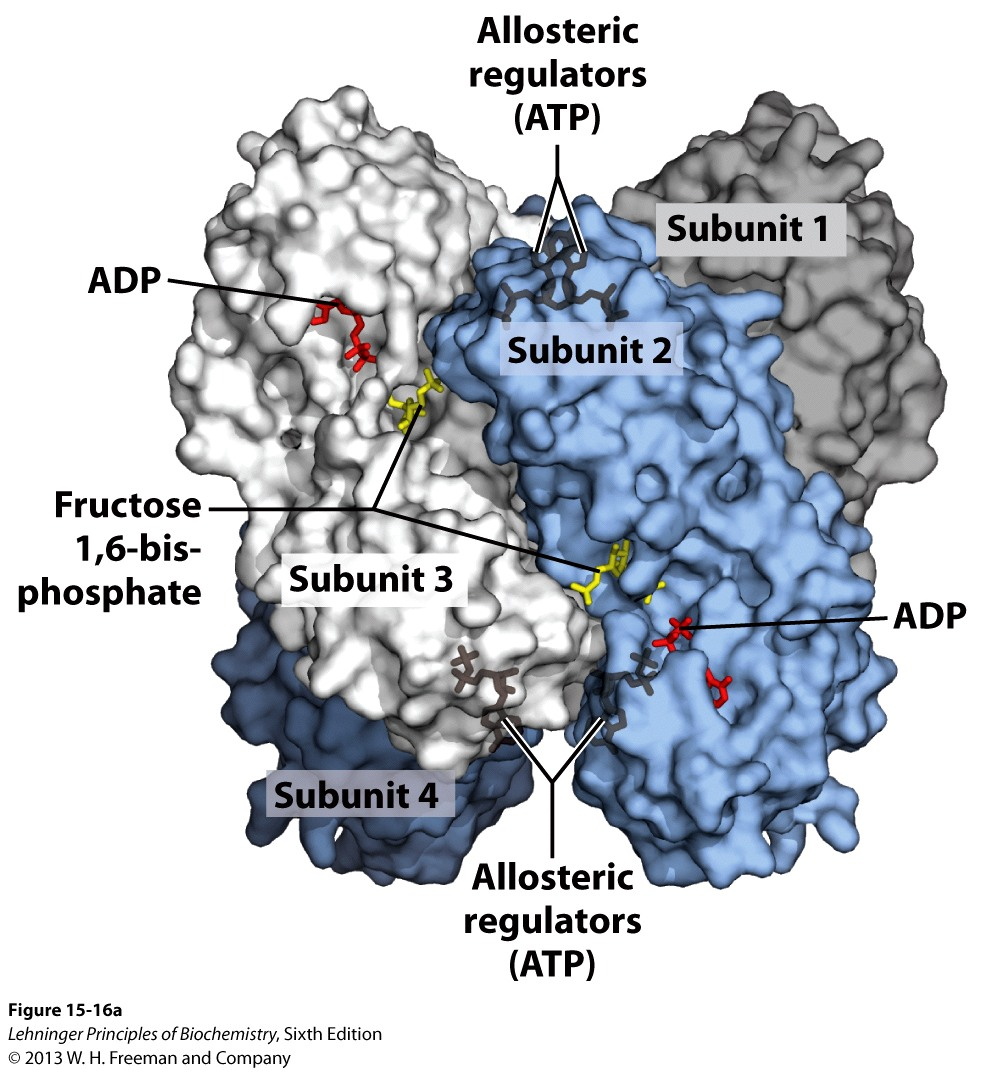 Allosteric
regulators
(ATP)
Subunit 1
ADP
Subunit 2
Fructose
1,6-bis-
phosphate
Subunit 3
ADP
Subunit 4
Allosteric
regulators
(ATP)
Figure 15-16a
Lehninger Principles of Biochemistry, Sixth Edition
© 2013 W. H. Freeman and Company